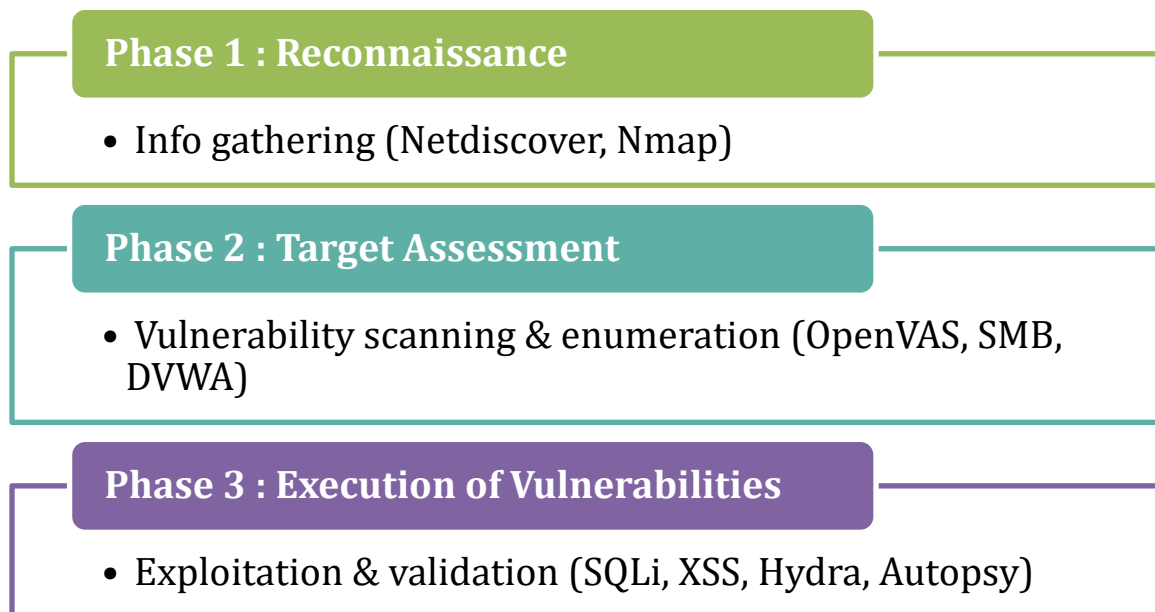 Phase 1 : Reconnaissance
• Info gathering (Netdiscover, Nmap)
Phase 2 : Target Assessment
• Vulnerability scanning & enumeration (OpenVAS, SMB,
DVWA)
Phase 3 : Execution of Vulnerabilities
• Exploitation & validation (SQLi, XSS, Hydra, Autopsy)